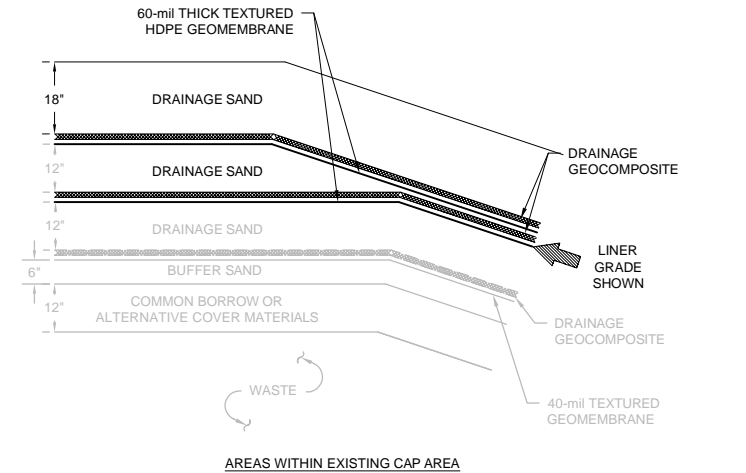 60-mil THICK TEXTURED
HDPE GEOMEMBRANE
18"
DRAINAGE SAND
12"
DRAINAGE SAND
DRAINAGE
GEOCOMPOSITE
12"
DRAINAGE SAND
LINER
GRADE
SHOWN
6"
BUFFER SAND
12"
COMMON BORROW OR
ALTERNATIVE COVER MATERIALS
DRAINAGE
GEOCOMPOSITE
WASTE
40-mil TEXTURED
GEOMEMBRANE
AREAS WITHIN EXISTING CAP AREA